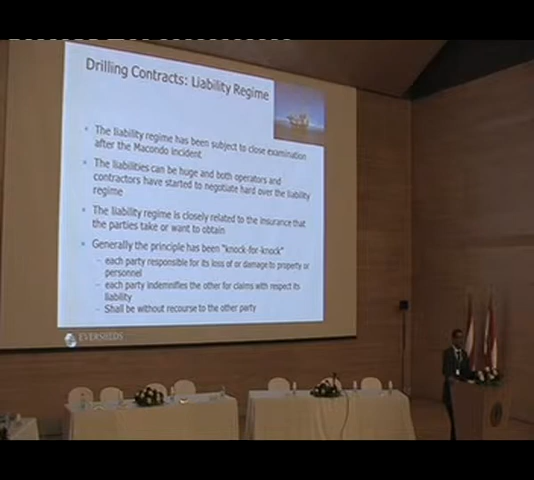 Drilling Contracts: Liability Regime
The liability regime has been subject to close examination
after the Macondo incident
The liabilities can be huge and both operators and
contractors have started to negotiate hard over the liability
regime
The liability regime is closely related to the insurance that
the parties take or want to obtain
Generally the principle has been "knock-for-knock"
– each party responsible for its loss of or damage to property or
personnel
– each party indemnifies the other for claims with respect its
liability
– Shall be without recourse to the other party
EVERSHEDS